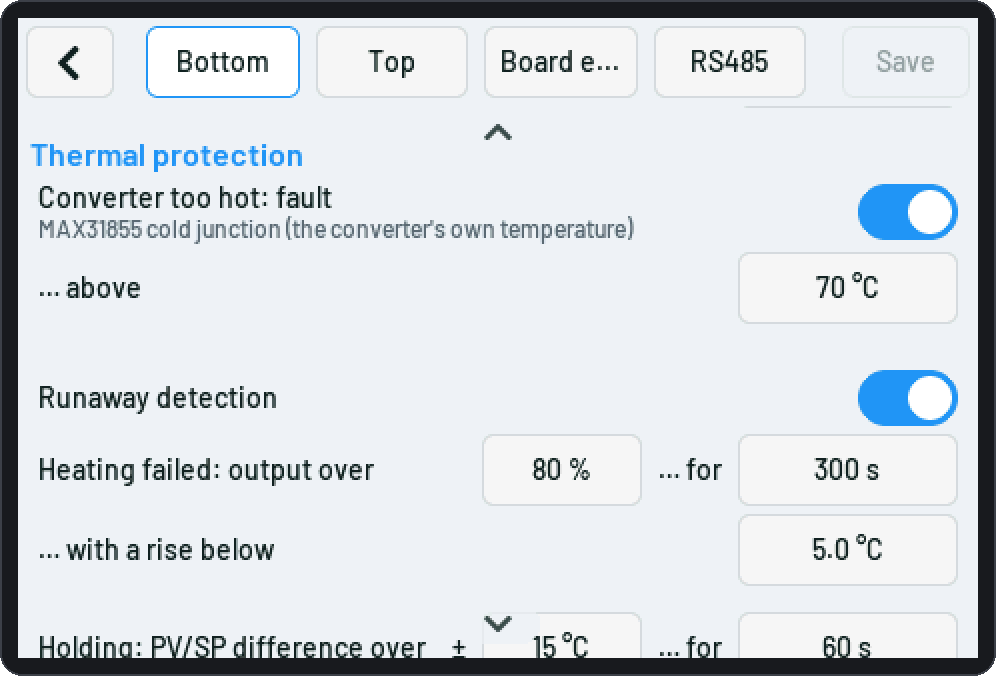 Bottom Top Board e... RS485 Save
Thermal protection
Converter too hot: fault
MAX31855 cold junction (the converter's own temperature)
... above 70 °C
Runaway detection
Heating failed: output over 80 % ... for 300 s
... with a rise below 5.0 °C
Holding: PV/SP difference over ± 15 °C ... for 60 s